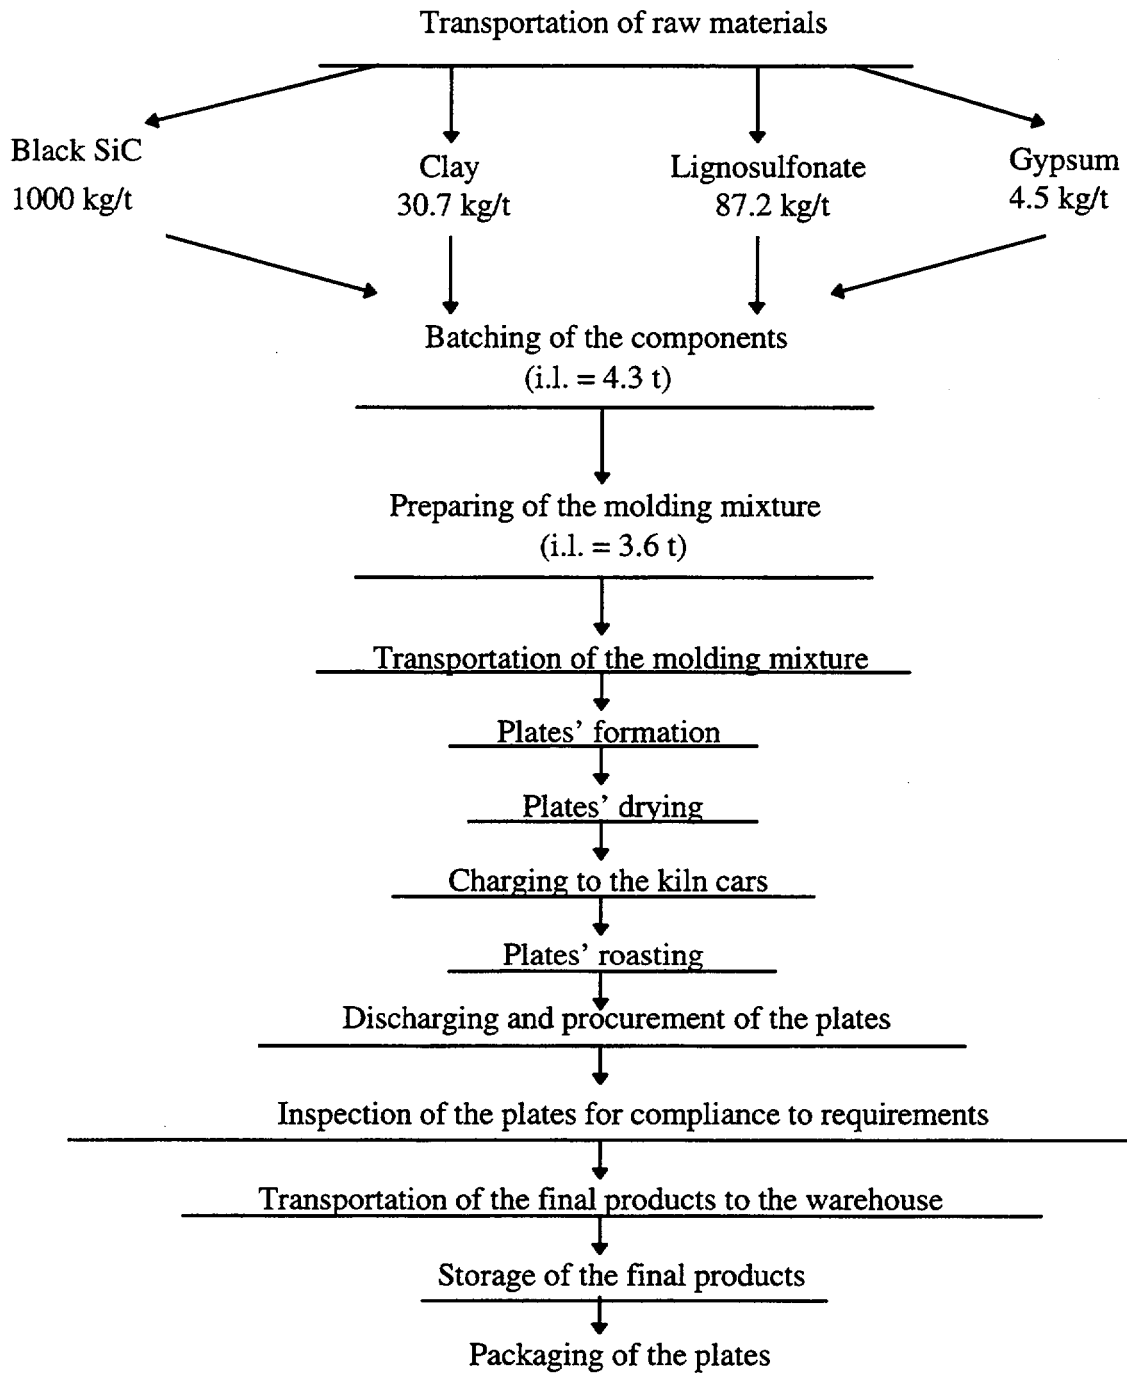 Transportation of raw materials
Black SiC
1000 kg/t
Clay
30.7 kg/t
Lignosulfonate
87.2 kg/t
Gypsum
4.5 kg/t
Batching of the components
(i.l. = 4.3 t)
Preparing of the molding mixture
(i.l. = 3.6 t)
Transportation of the molding mixture
Plates’ formation
Plates’ drying
Charging to the kiln cars
Plates’ roasting
Discharging and procurement of the plates
Inspection of the plates for compliance to requirements
Transportation of the final products to the warehouse
Storage of the final products
Packaging of the plates